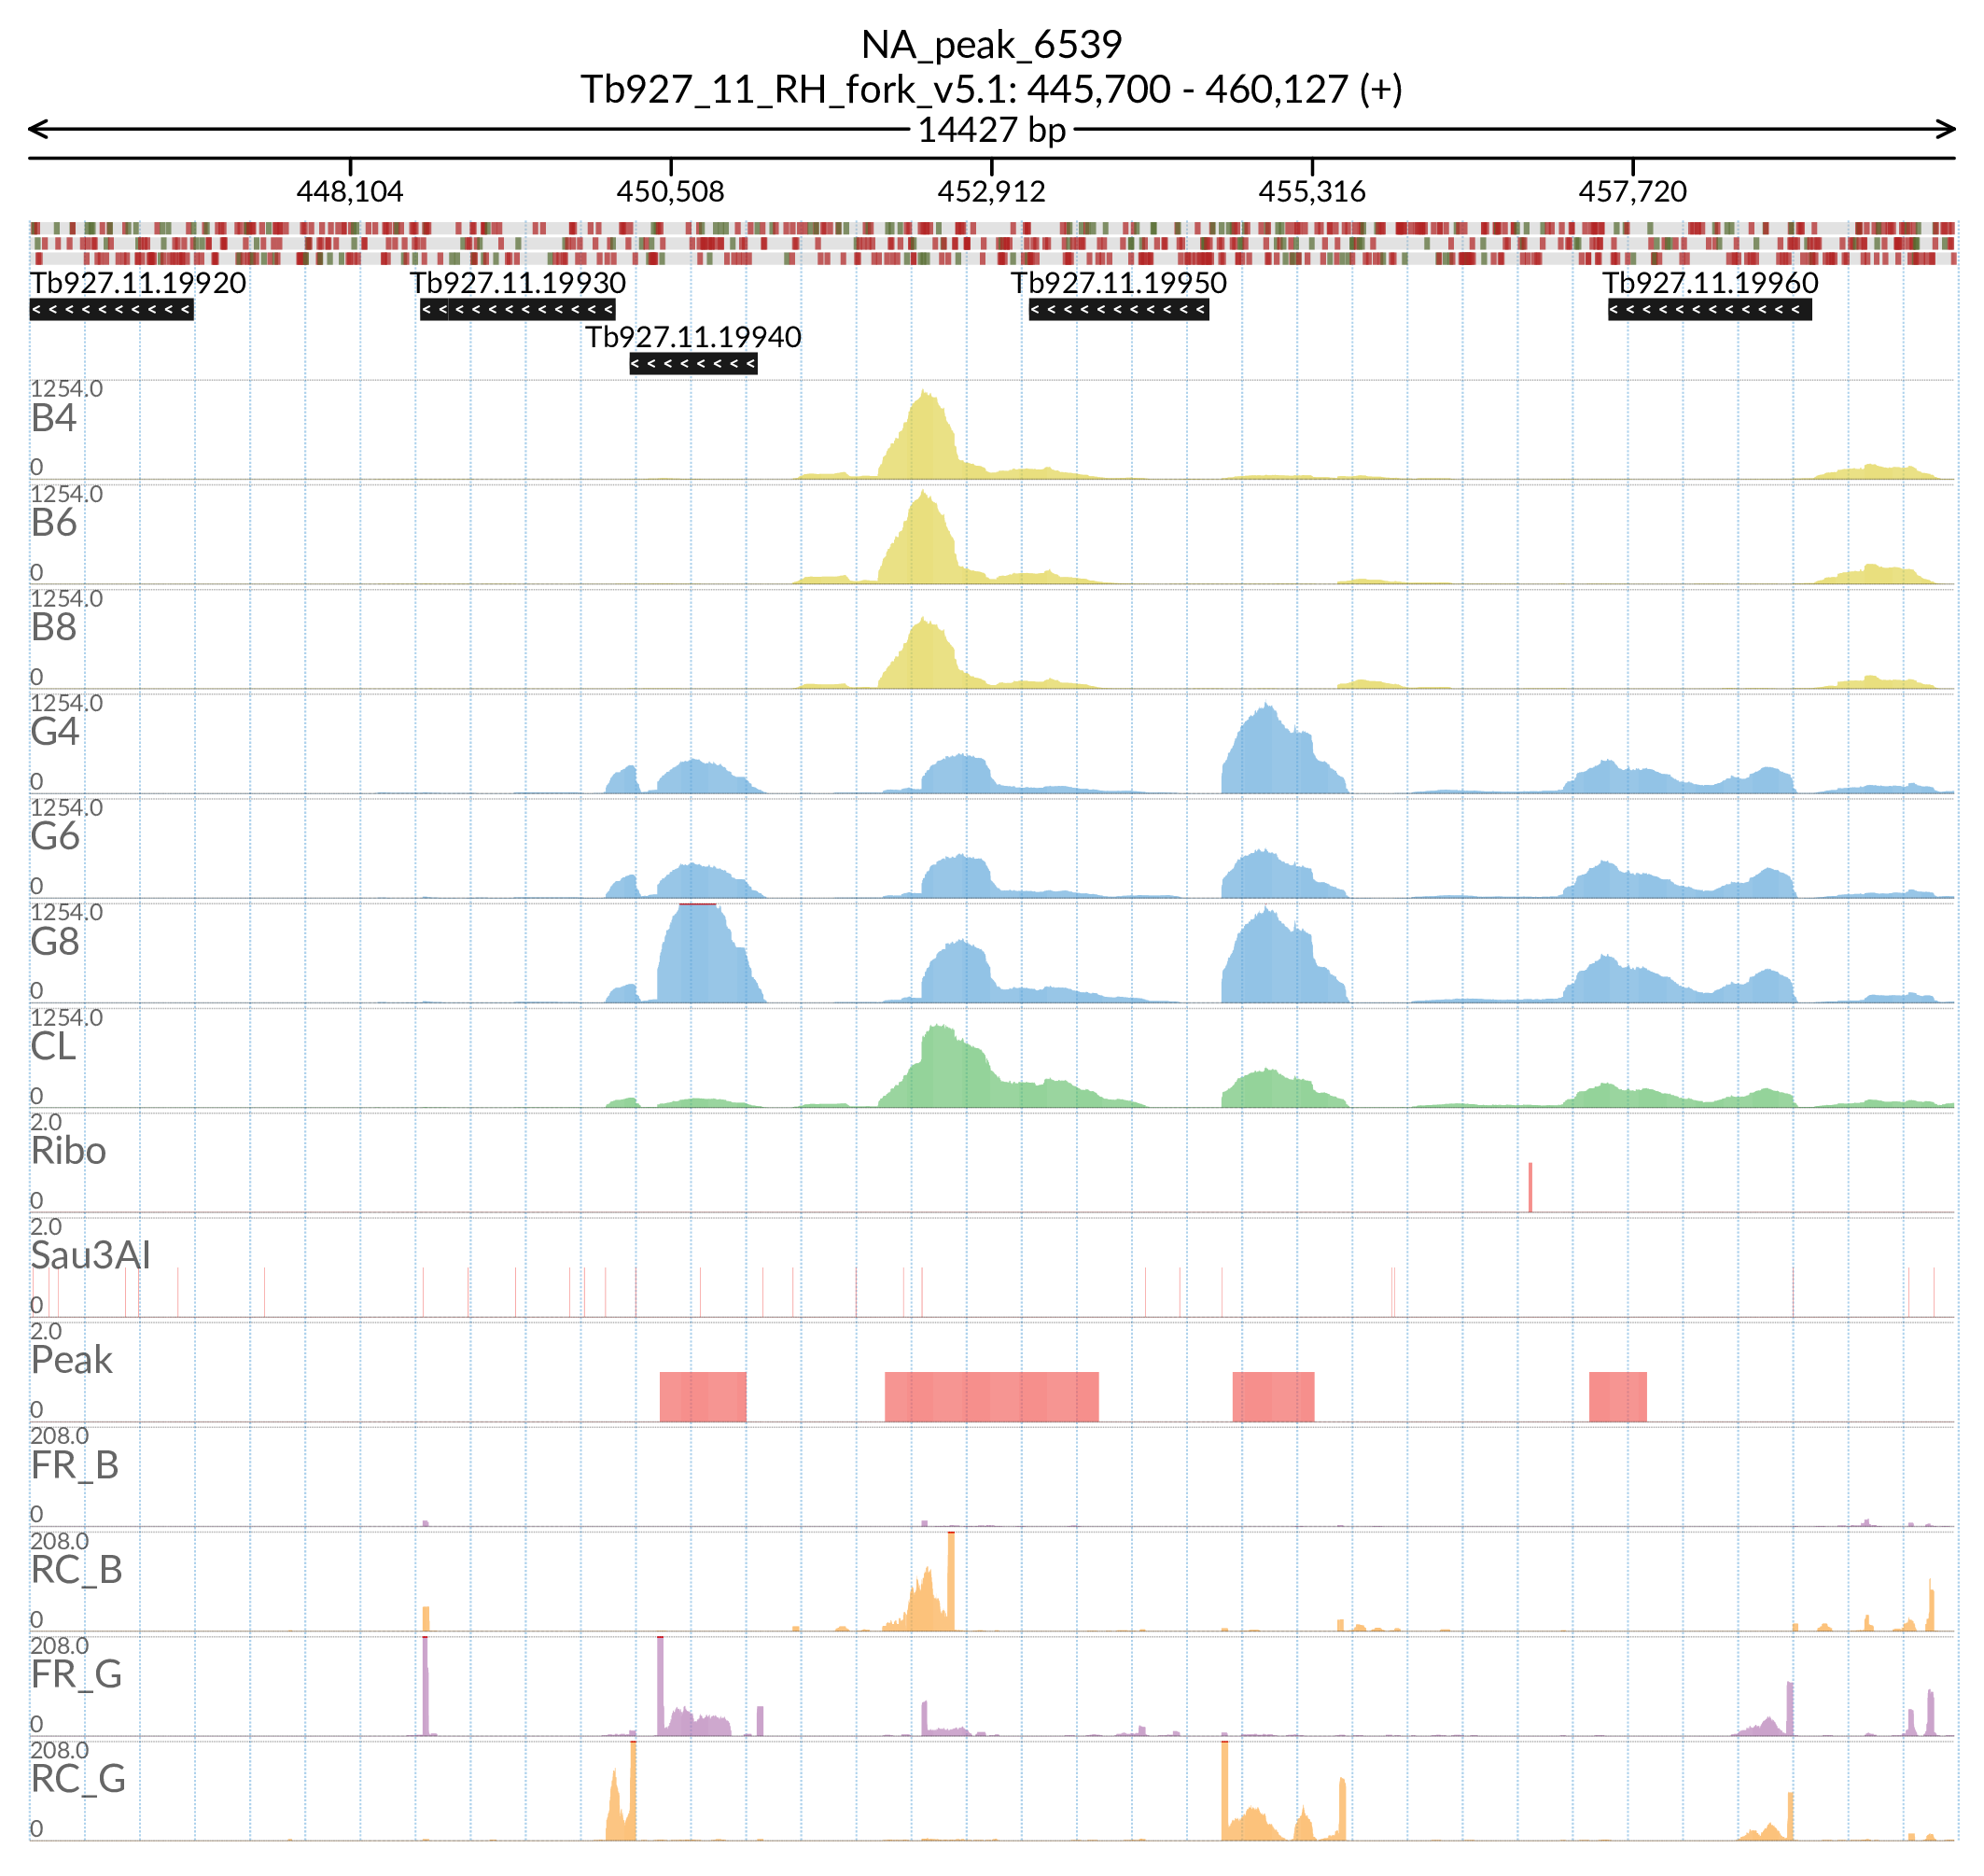 NA_peak_6539
Tb927_11_RH_fork_v5.1: 445,700 - 460,127 (+)
14427 bp
448,104 450,508 452,912 455,316 457,720
Tb927.11.19920 Tb927.11.19930 Tb927.11.19950 Tb927.11.19960
Tb927.11.19940
1254.0
B4
0
1254.0
B6
0
1254.0
B8
0
1254.0
G4
0
1254.0
G6
0
1254.0
G8
0
1254.0
CL
0
2.0
Ribo
0
2.0
Sau3AI
0
2.0
Peak
0
208.0
FR_B
0
208.0
RC_B
0
208.0
FR_G
0
208.0
RC_G
0